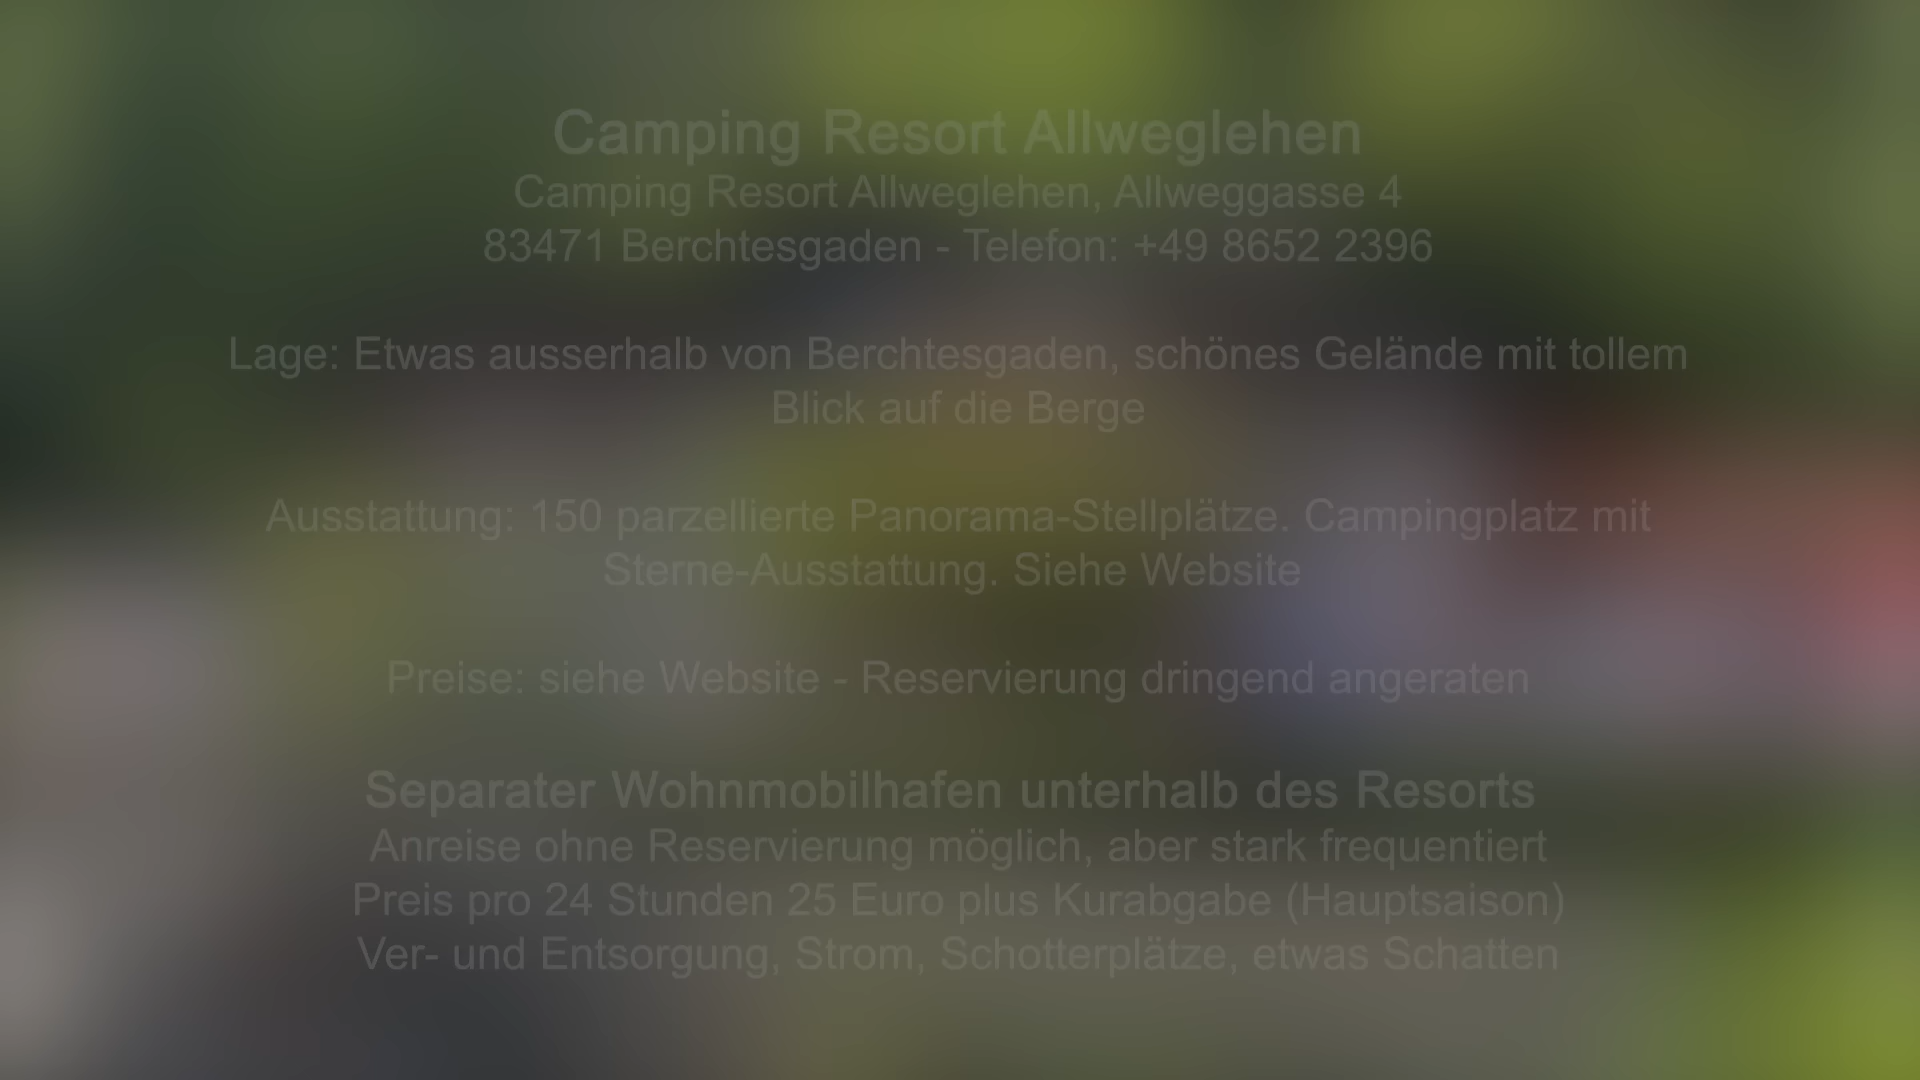 Camping Resort Allweglehen
Camping Resort Allweglehen, Allweggasse 4
83471 Berchtesgaden - Telefon: +49 8652 2396
Lage: Etwas ausserhalb von Berchtesgaden, schönes Gelände mit tollem
Blick auf die Berge
Ausstattung: 150 parzellierte Panorama-Stellplätze. Campingplatz mit
Sterne-Ausstattung. Siehe Website
Preise: siehe Website - Reservierung dringend angeraten
Separater Wohnmobilhafen unterhalb des Resorts
Anreise ohne Reservierung möglich, aber stark frequentiert
Preis pro 24 Stunden 25 Euro plus Kurabgabe (Hauptsaison)
Ver- und Entsorgung, Strom, Schotterplätze, etwas Schatten